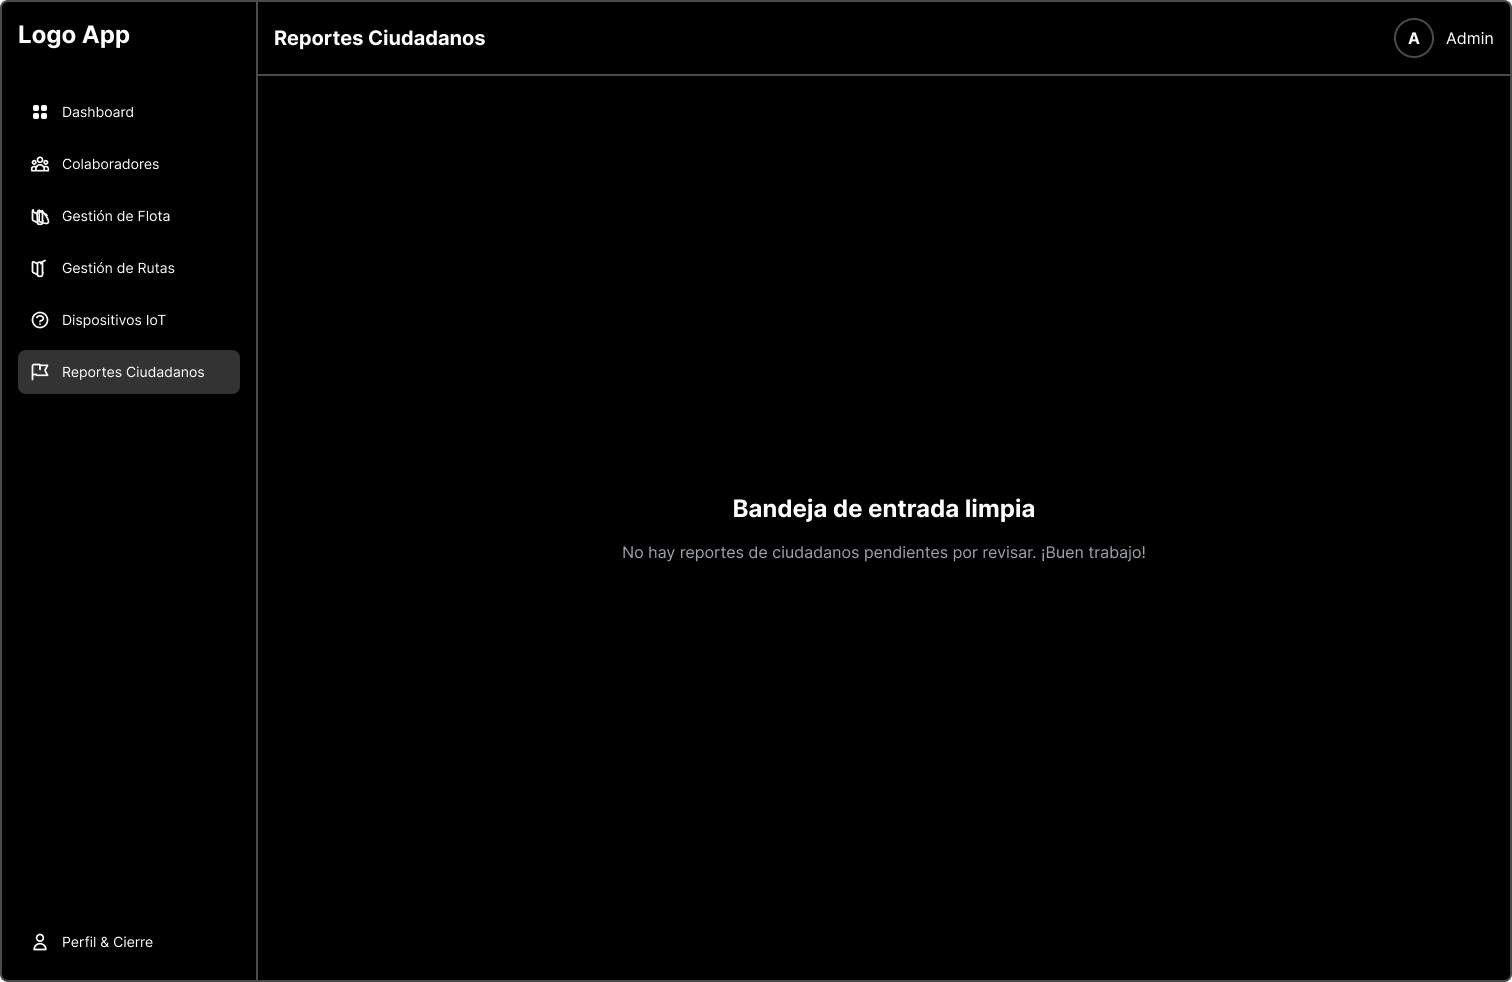 Logo App
Dashboard
Colaboradores
Gestión de Flota
Gestión de Rutas
Dispositivos IoT
Reportes Ciudadanos
Perfil & Cierre
Reportes Ciudadanos
A
Admin
Bandeja de entrada limpia
No hay reportes de ciudadanos pendientes por revisar. ¡Buen trabajo!